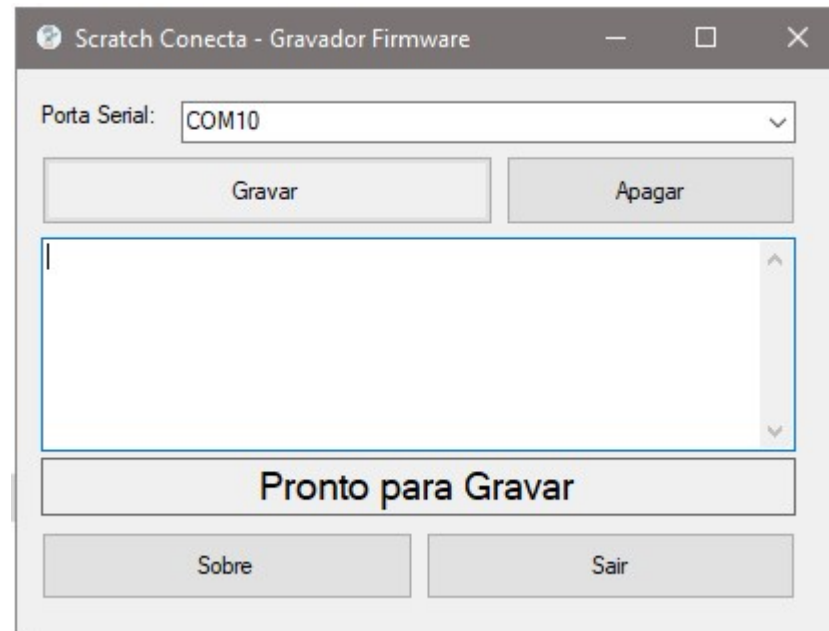 Scratch Conecta - Gravador Firmware
Porta Serial: COM10
Gravar Apagar
Pronto para Gravar
Sobre Sair